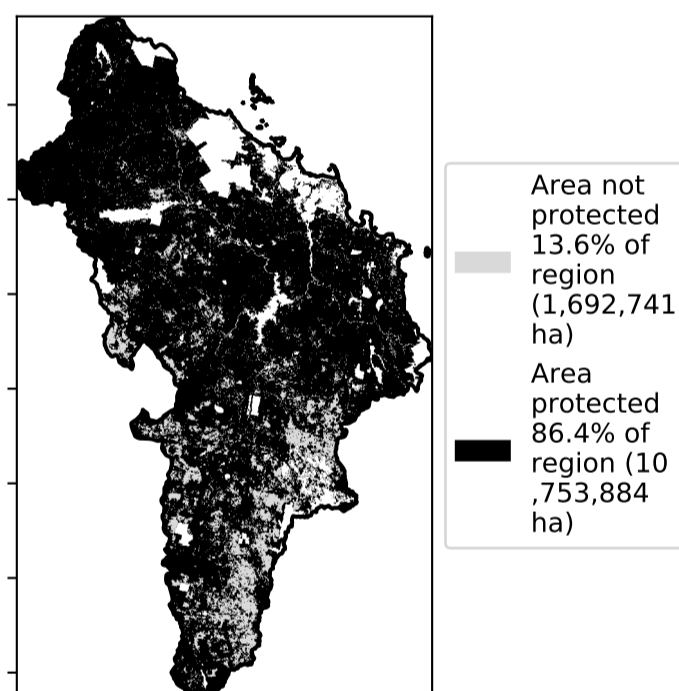 Area not
protected
13.6% of
region
(1,692,741
ha)
Area
protected
86.4% of
region (10
,753,884
ha)